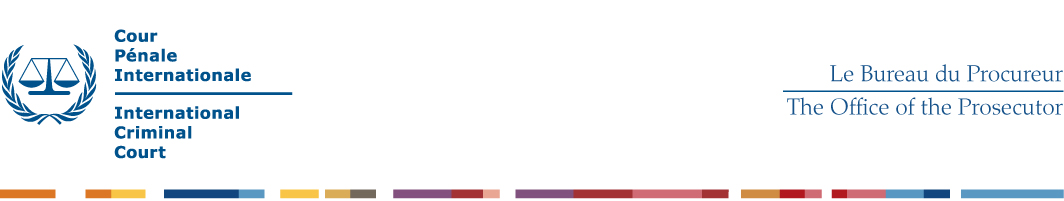 Cour
Pénale
Internationale
International
Criminal
Court
Le Bureau du Procureur
The Office of the Prosecutor